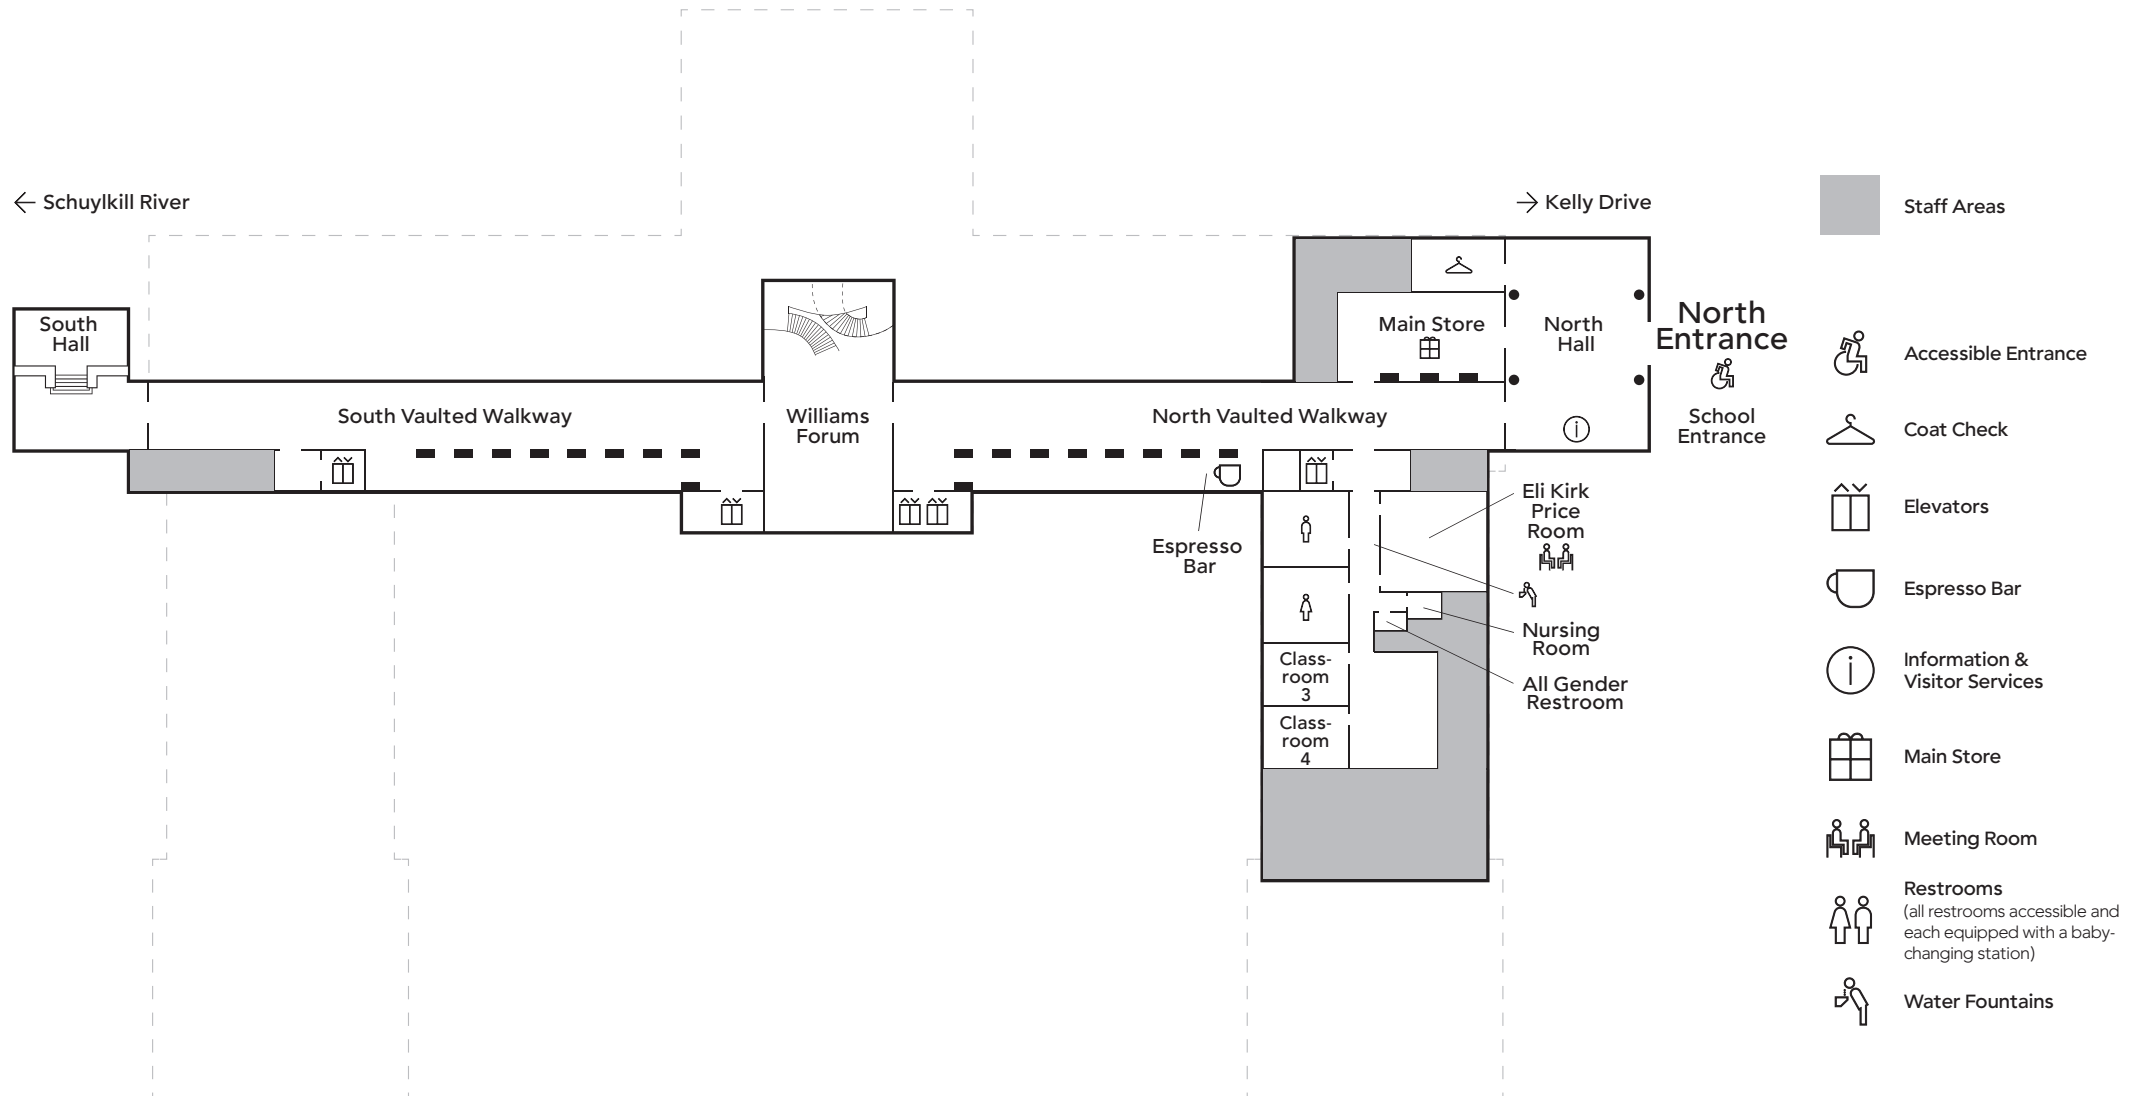 ← Schuylkill River
→ Kelly Drive
South
Hall
South Vaulted Walkway
Williams
Forum
North Vaulted Walkway
Main Store
North
Hall
North
Entrance
School
Entrance
Espresso
Bar
Eli Kirk
Price
Room
Nursing
Room
All Gender
Restroom
Class-
room
3
Class-
room
4
Staff Areas
Accessible Entrance
Coat Check
Elevators
Espresso Bar
Information &
Visitor Services
Main Store
Meeting Room
Restrooms
(all restrooms accessible and
each equipped with a baby-
changing station)
Water Fountains